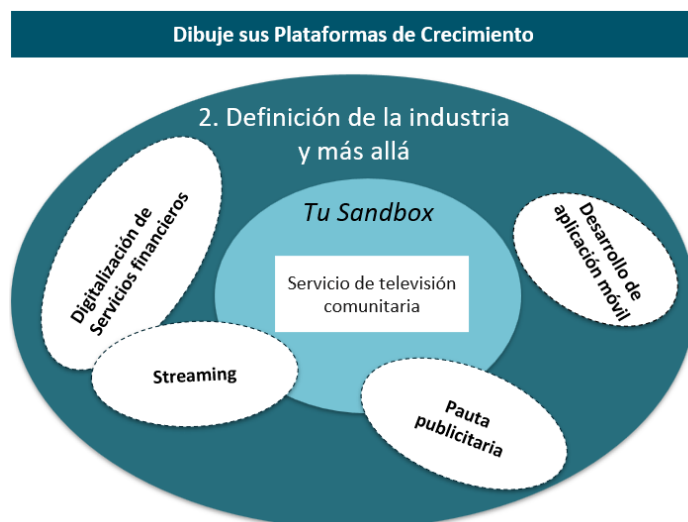 Dibuje sus Plataformas de Crecimiento
2. Definición de la industria
y más allá
Tu Sandbox
Servicio de televisión
comunitaria
Digitalización de
Servicios financieros
Desarrollo de
aplicación móvil
Streaming
Pauta
publicitaria